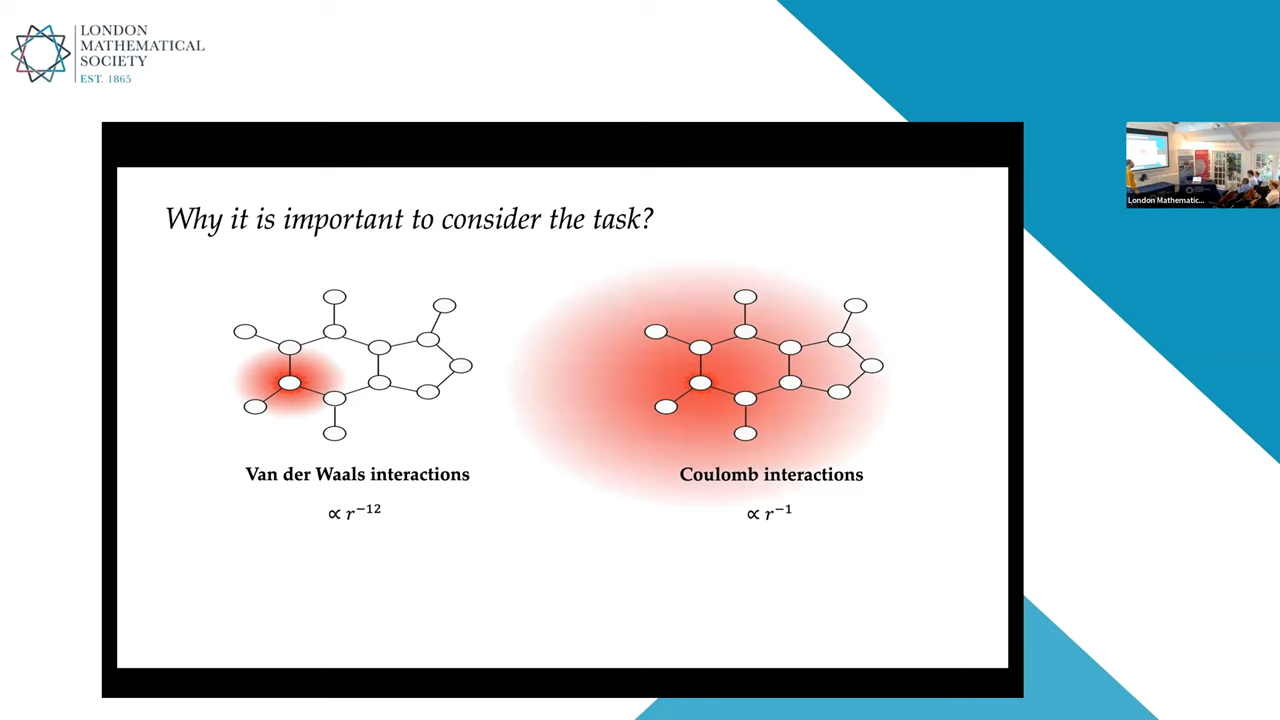 LONDON
MATHEMATICAL
SOCIETY
EST. 1865
London Mathematic...
Why it is important to consider the task?
Van der Waals interactions
Coulomb interactions
∝ r⁻¹²
∝ r⁻¹